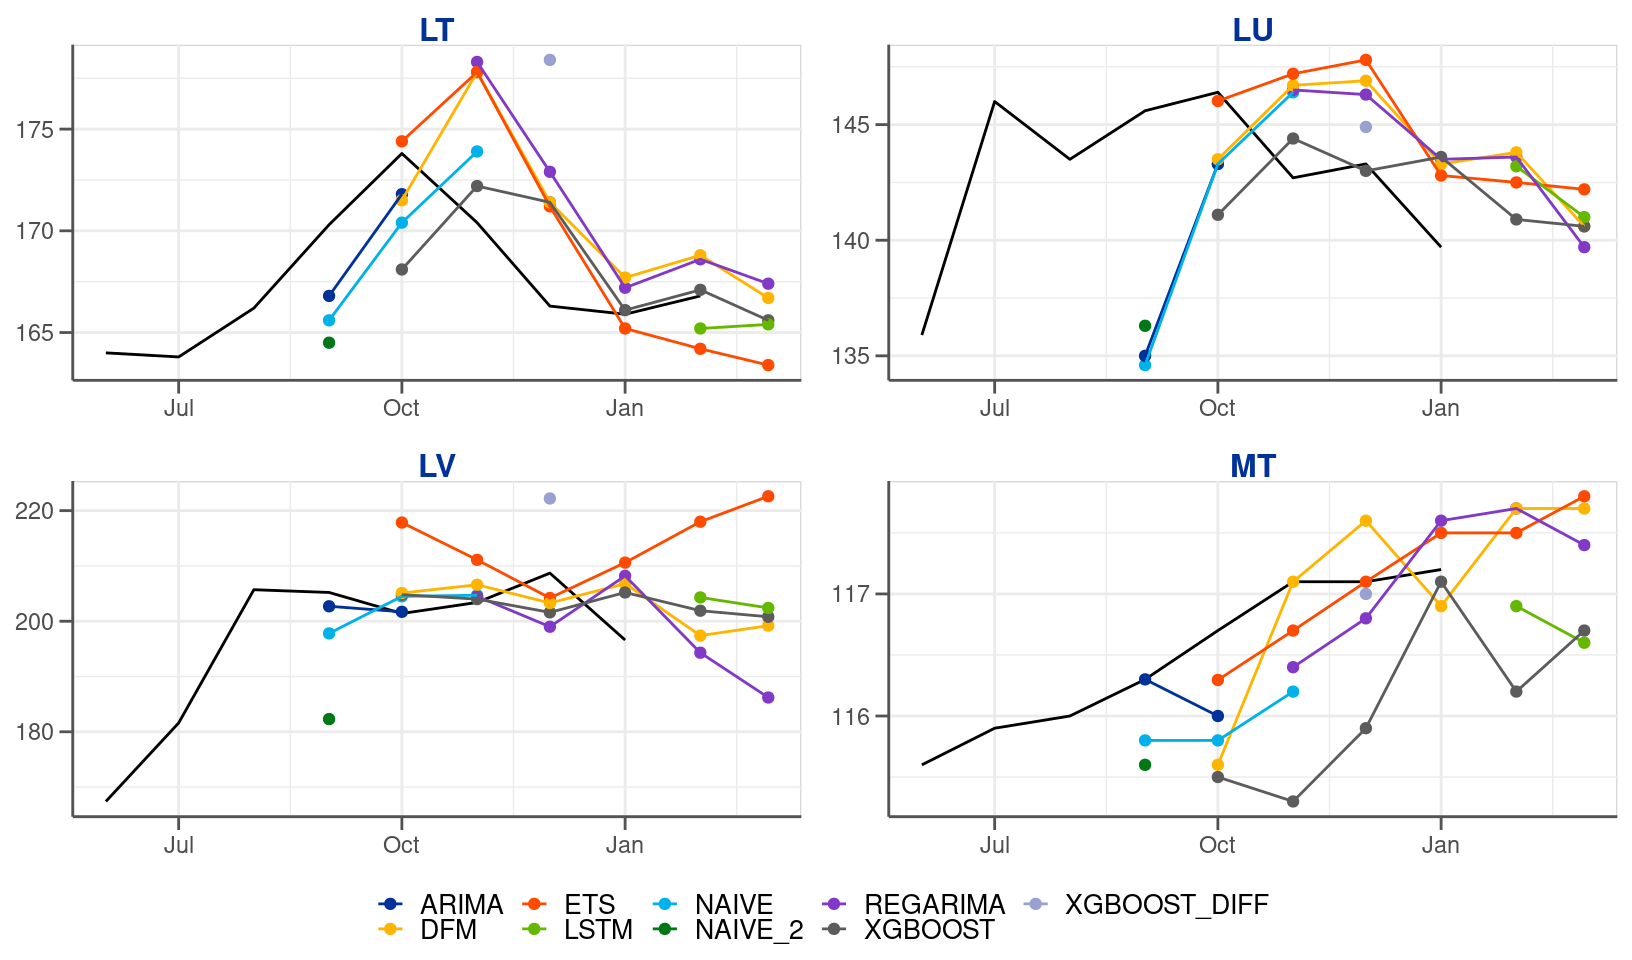 LT
LU
175
170
165
145
140
135
Jul
Oct
Jan
Jul
Oct
Jan
LV
MT
220
200
180
117
116
Jul
Oct
Jan
Jul
Oct
Jan
ARIMA ETS NAIVE REGARIMA XGBOOST_DIFF
DFM LSTM NAIVE_2 XGBOOST